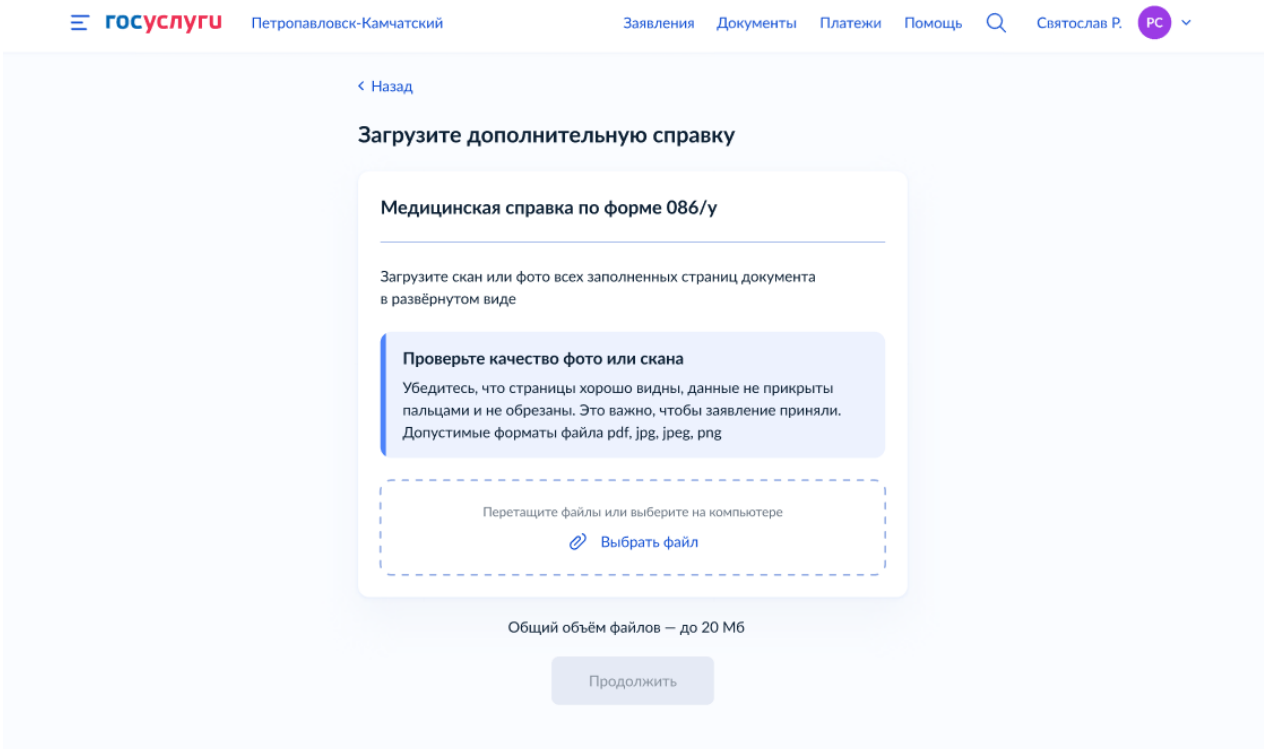 госуслуги Петропавловск-Камчатский Заявления Документы Платежи Помощь Святослав Р. РС
Назад
Загрузите дополнительную справку
Медицинская справка по форме 086/у
Загрузите скан или фото всех заполненных страниц документа
в развёрнутом виде
Проверьте качество фото или скана
Убедитесь, что страницы хорошо видны, данные не прикрыты
пальцами и не обрезаны. Это важно, чтобы заявление приняли.
Допустимые форматы файла pdf, jpg, jpeg, png
Перетащите файлы или выберите на компьютере
Выбрать файл
Общий объём файлов — до 20 Мб
Продолжить